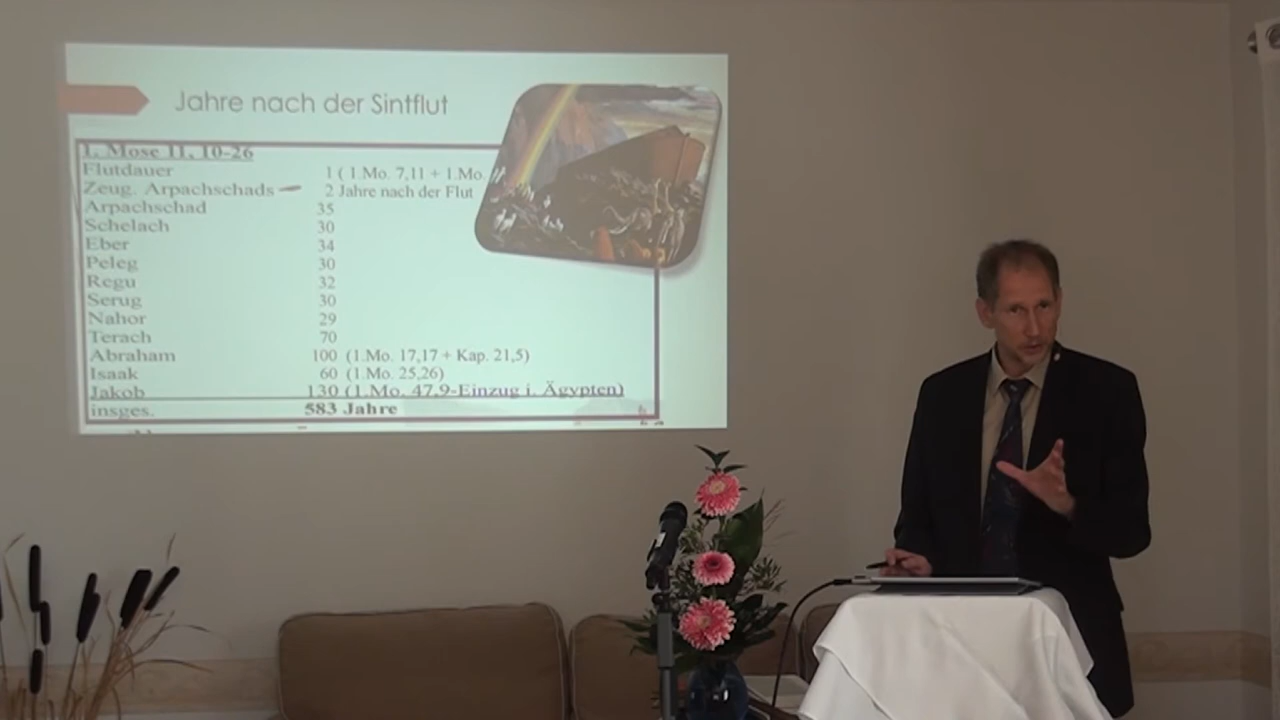 Jahre nach der Sintflut
1. Mose 11, 10-26
Flutdauer 1 ( 1.Mo. 7,11 + 1.Mo.
Zeug. Arpachschads 2 Jahre nach der Flut
Arpachschad 35
Schelach 30
Eber 34
Peleg 30
Regu 32
Serug 30
Nahor 29
Terach 70
Abraham 100 (1.Mo. 17,17 + Kap. 21,5)
Isaak 60 (1.Mo. 25,26)
Jakob 130 (1.Mo. 47,9-Einzug i. Ägypten)
insges. 583 Jahre